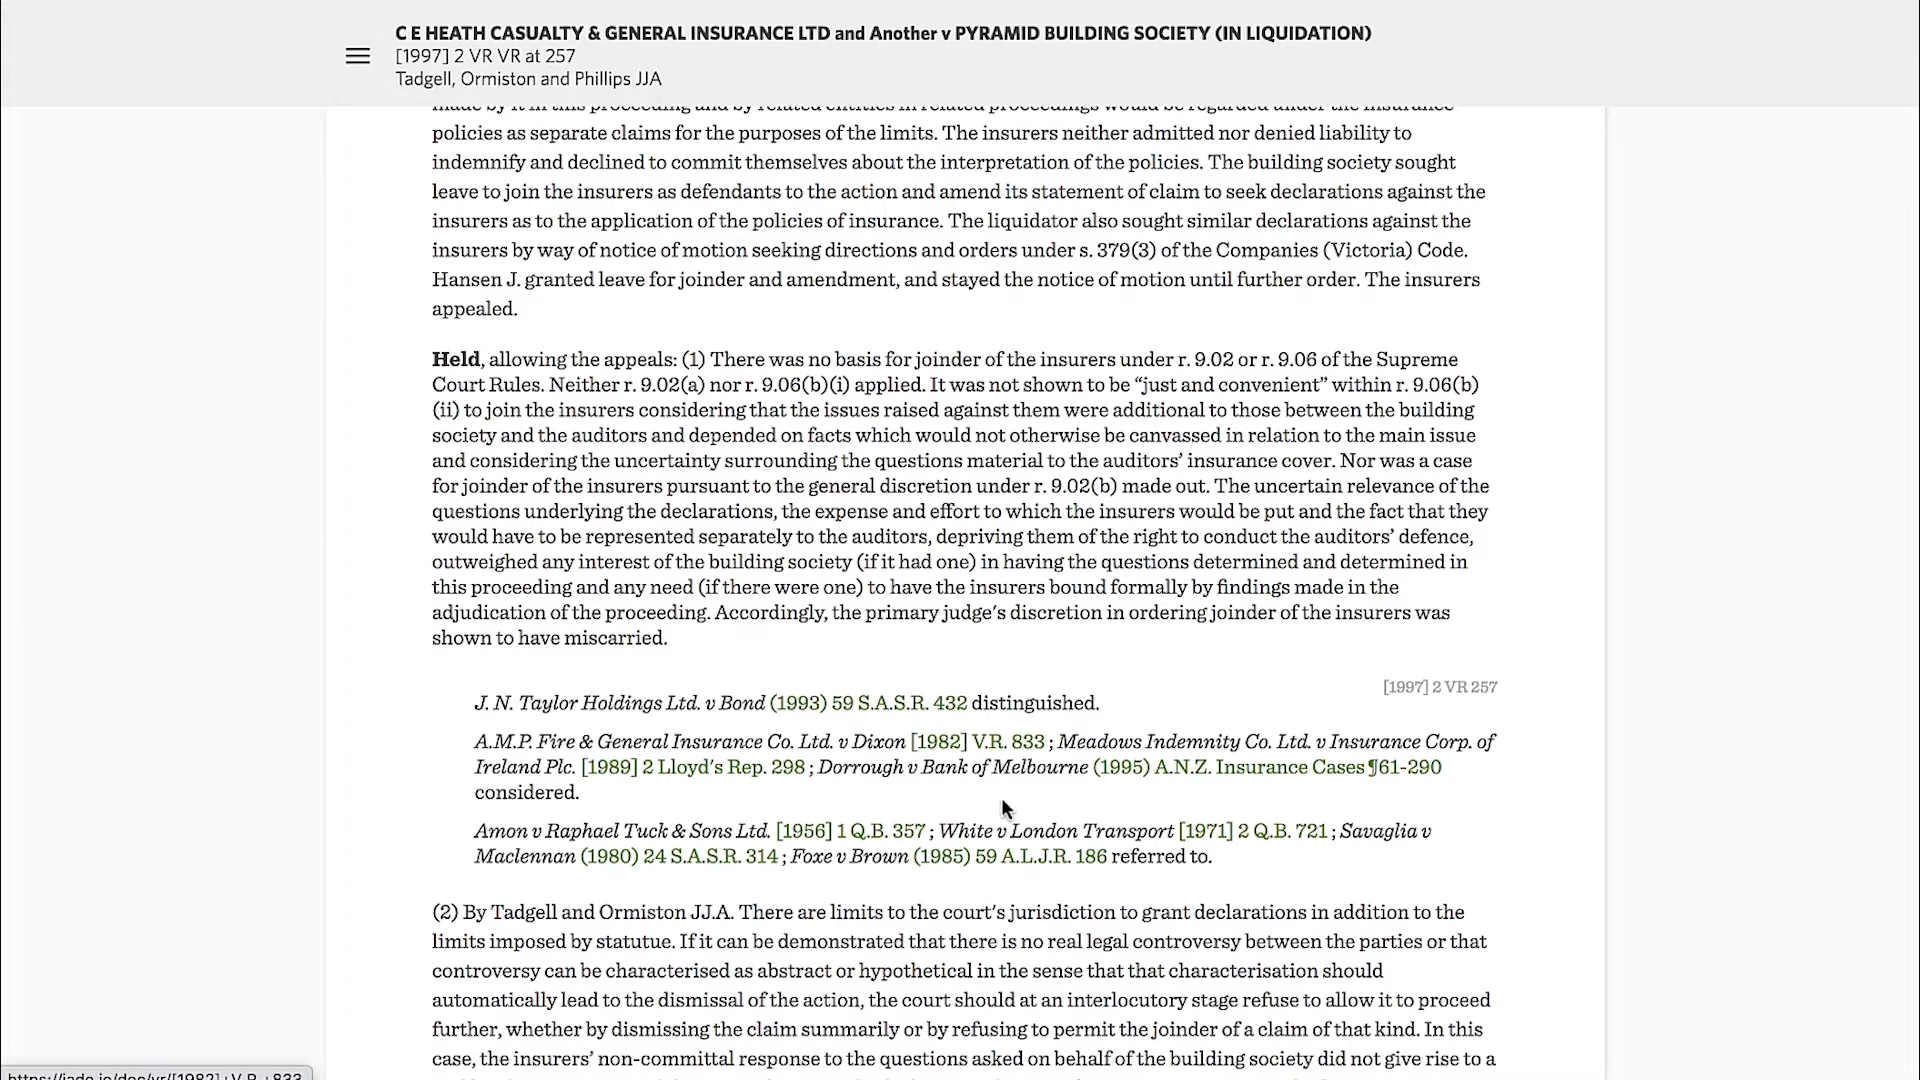 C E HEATH CASUALTY & GENERAL INSURANCE LTD and Another v PYRAMID BUILDING SOCIETY (IN LIQUIDATION)
[1997] 2 VR VR at 257
Tadgell, Ormiston and Phillips JJA
made by it in this proceeding and by related entities in related proceedings would be regarded under the insurance
policies as separate claims for the purposes of the limits. The insurers neither admitted nor denied liability to
indemnify and declined to commit themselves about the interpretation of the policies. The building society sought
leave to join the insurers as defendants to the action and amend its statement of claim to seek declarations against the
insurers as to the application of the policies of insurance. The liquidator also sought similar declarations against the
insurers by way of notice of motion seeking directions and orders under s. 379(3) of the Companies (Victoria) Code.
Hansen J. granted leave for joinder and amendment, and stayed the notice of motion until further order. The insurers
appealed.
Held, allowing the appeals: (1) There was no basis for joinder of the insurers under r. 9.02 or r. 9.06 of the Supreme
Court Rules. Neither r. 9.02(a) nor r. 9.06(b)(i) applied. It was not shown to be “just and convenient” within r. 9.06(b)
(ii) to join the insurers considering that the issues raised against them were additional to those between the building
society and the auditors and depended on facts which would not otherwise be canvassed in relation to the main issue
and considering the uncertainty surrounding the questions material to the auditors’ insurance cover. Nor was a case
for joinder of the insurers pursuant to the general discretion under r. 9.02(b) made out. The uncertain relevance of the
questions underlying the declarations, the expense and effort to which the insurers would be put and the fact that they
would have to be represented separately to the auditors, depriving them of the right to conduct the auditors’ defence,
outweighed any interest of the building society (if it had one) in having the questions determined and determined in
this proceeding and any need (if there were one) to have the insurers bound formally by findings made in the
adjudication of the proceeding. Accordingly, the primary judge's discretion in ordering joinder of the insurers was
shown to have miscarried.
[1997] 2 VR 257
J. N. Taylor Holdings Ltd. v Bond (1993) 59 S.A.S.R. 432 distinguished.
A.M.P. Fire & General Insurance Co. Ltd. v Dixon [1982] V.R. 833 ; Meadows Indemnity Co. Ltd. v Insurance Corp. of
Ireland Plc. [1989] 2 Lloyd's Rep. 298 ; Dorrough v Bank of Melbourne (1995) A.N.Z. Insurance Cases ¶61-290
considered.
Amon v Raphael Tuck & Sons Ltd. [1956] 1 Q.B. 357 ; White v London Transport [1971] 2 Q.B. 721 ; Savaglia v
Maclennan (1980) 24 S.A.S.R. 314 ; Foxe v Brown (1985) 59 A.L.J.R. 186 referred to.
(2) By Tadgell and Ormiston JJ.A. There are limits to the court's jurisdiction to grant declarations in addition to the
limits imposed by statutue. If it can be demonstrated that there is no real legal controversy between the parties or that
controversy can be characterised as abstract or hypothetical in the sense that that characterisation should
automatically lead to the dismissal of the action, the court should at an interlocutory stage refuse to allow it to proceed
further, whether by dismissing the claim summarily or by refusing to permit the joinder of a claim of that kind. In this
case, the insurers’ non-committal response to the questions asked on behalf of the building society did not give rise to a
https://jade.io/doc/vr/[1982]+V.R.+833